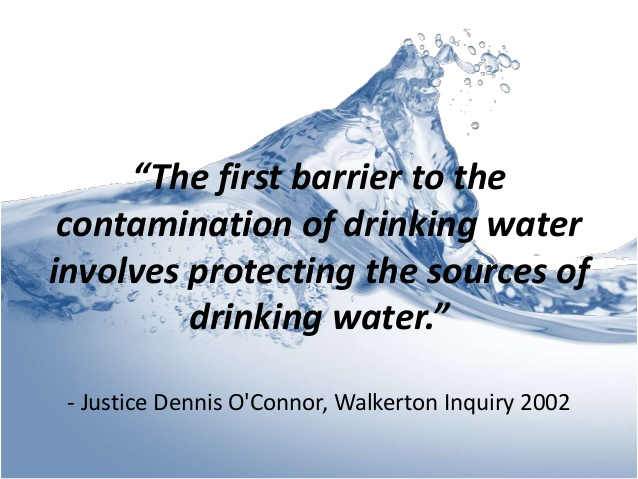 “The first barrier to the
contamination of drinking water
involves protecting the sources of
drinking water.”
- Justice Dennis O'Connor, Walkerton Inquiry 2002